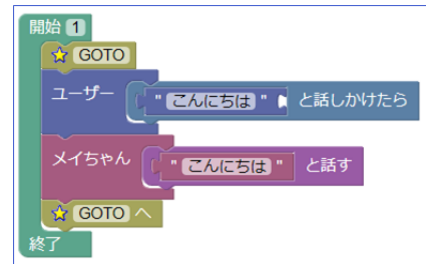 開始 1
GOTO
ユーザー " こんにちは " と話しかけたら
メイちゃん " こんにちは " と話す
GOTO へ
終了